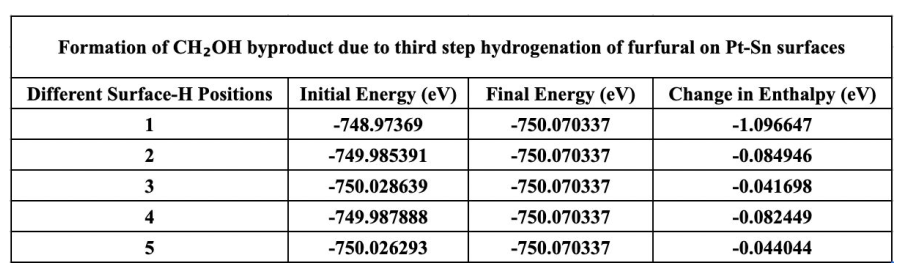 Formation of CH₂OH byproduct due to third step hydrogenation of furfural on Pt-Sn surfaces
Different Surface-H Positions Initial Energy (eV) Final Energy (eV) Change in Enthalpy (eV)
1 -748.97369 -750.070337 -1.096647
2 -749.985391 -750.070337 -0.084946
3 -750.028639 -750.070337 -0.041698
4 -749.987888 -750.070337 -0.082449
5 -750.026293 -750.070337 -0.044044